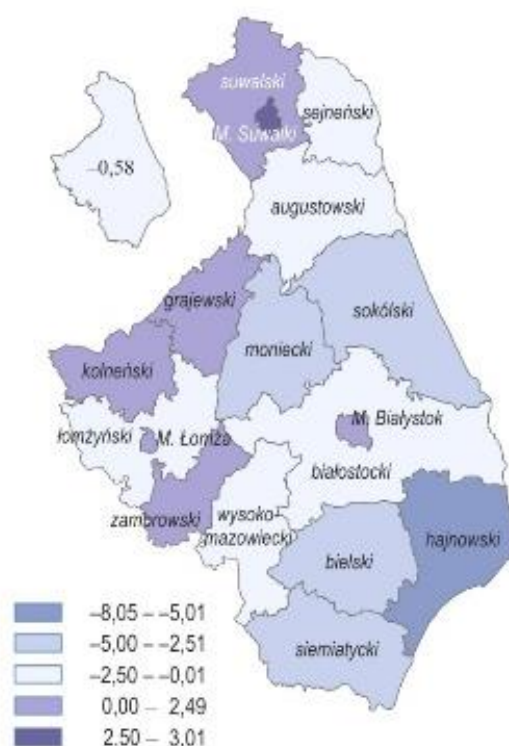 suwalski
M. Suwałki
sejneński
–0,58
augustowski
grajewski
sokólski
moniecki
kolneński
M. Białystok
łomżyński
M. Łomża
białostocki
zambrowski
wysoko-
mazowiecki
hajnowski
bielski
siemiatycki
–8,05 – –5,01
–5,00 – –2,51
–2,50 – –0,01
0,00 – 2,49
2,50 – 3,01